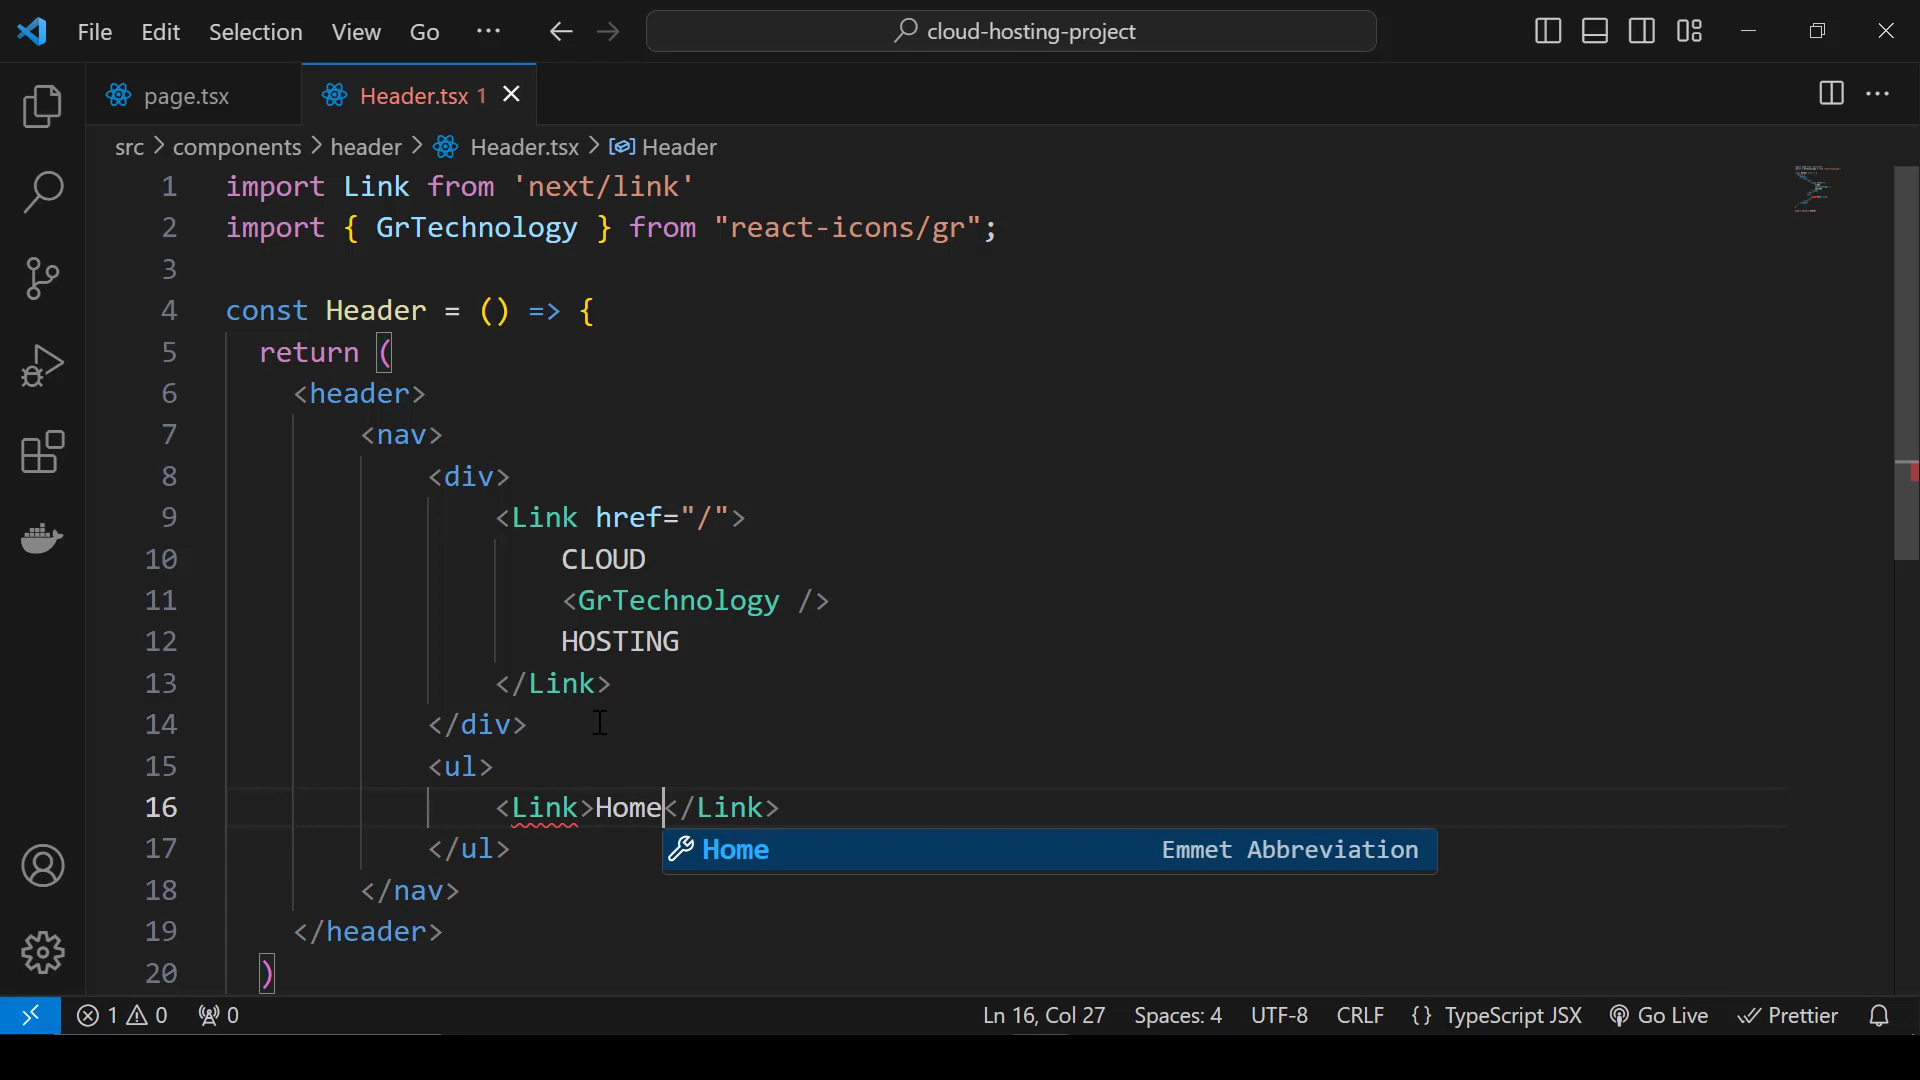 File Edit Selection View Go ··· cloud-hosting-project
page.tsx Header.tsx 1
src > components > header > Header.tsx > Header
1 import Link from 'next/link'
2 import { GrTechnology } from "react-icons/gr";
3
4 const Header = () => {
5 return (
6 <header>
7 <nav>
8 <div>
9 <Link href="/">
10 CLOUD
11 <GrTechnology />
12 HOSTING
13 </Link>
14 </div>
15 <ul>
16 <Link>Home</Link>
Home Emmet Abbreviation
17 </ul>
18 </nav>
19 </header>
20 )
1 0 0 Ln 16, Col 27 Spaces: 4 UTF-8 CRLF {} TypeScript JSX Go Live Prettier